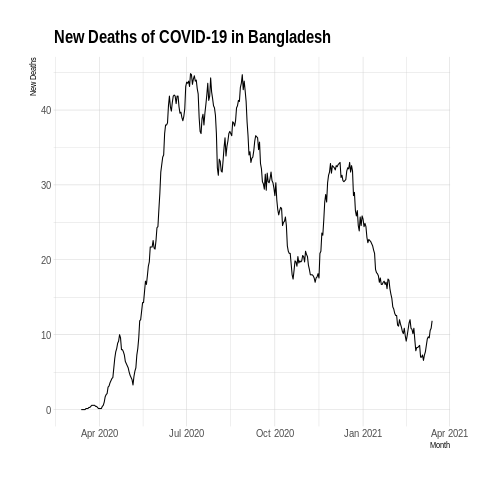 New Deaths of COVID-19 in Bangladesh
New Deaths
40
30
20
10
0
Apr 2020 Jul 2020 Oct 2020 Jan 2021 Apr 2021
Month